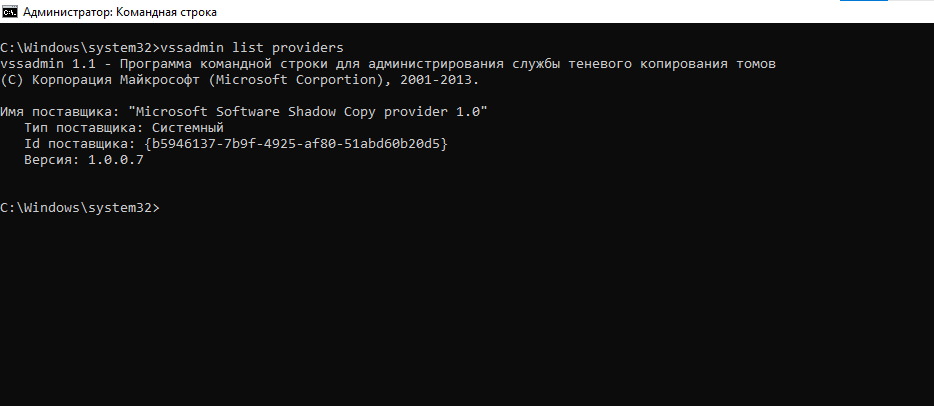 Администратор: Командная строка
C:\Windows\system32>vssadmin list providers
vssadmin 1.1 - Программа командной строки для администрирования службы теневого копирования томов
(C) Корпорация Майкрософт (Microsoft Corportion), 2001-2013.
Имя поставщика: "Microsoft Software Shadow Copy provider 1.0"
Тип поставщика: Системный
Id поставщика: {b5946137-7b9f-4925-af80-51abd60b20d5}
Версия: 1.0.0.7
C:\Windows\system32>